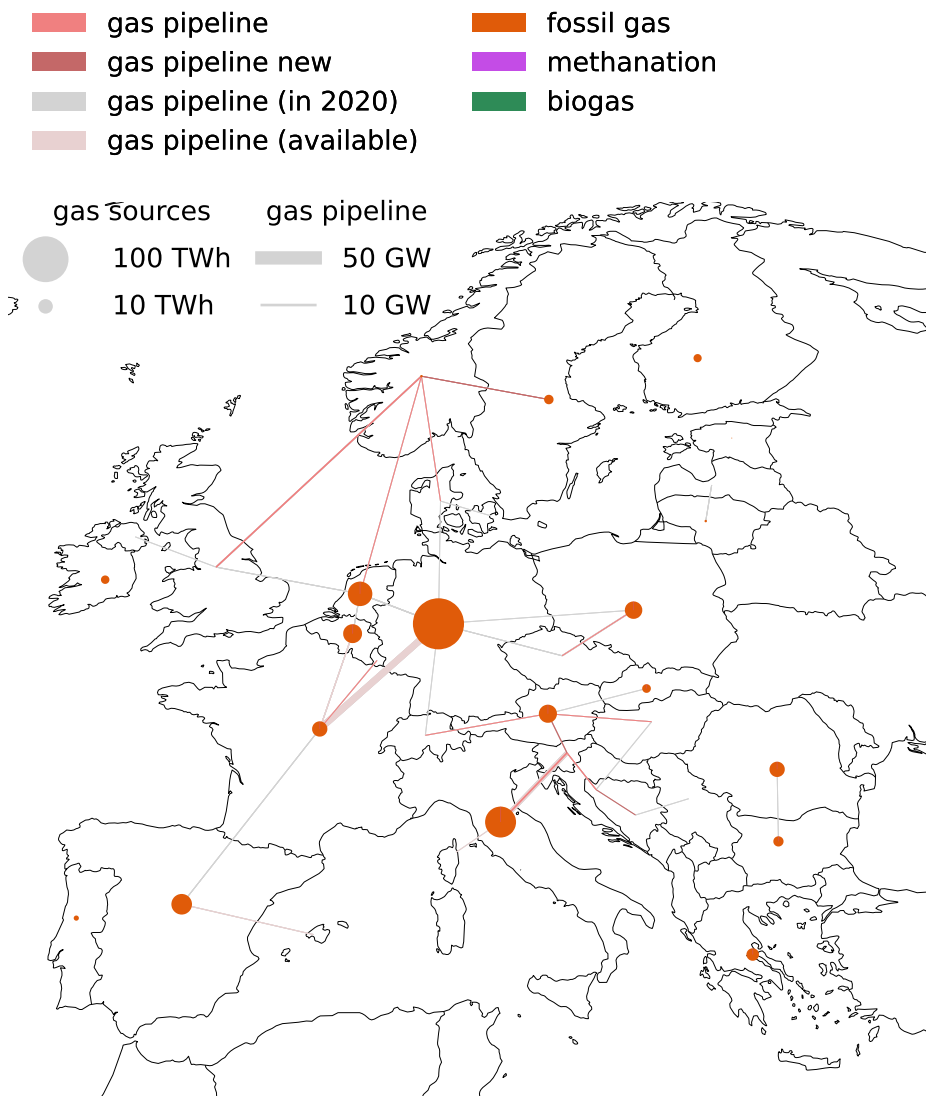 gas pipeline
gas pipeline new
gas pipeline (in 2020)
gas pipeline (available)
fossil gas
methanation
biogas
gas sources
100 TWh
10 TWh
gas pipeline
50 GW
10 GW